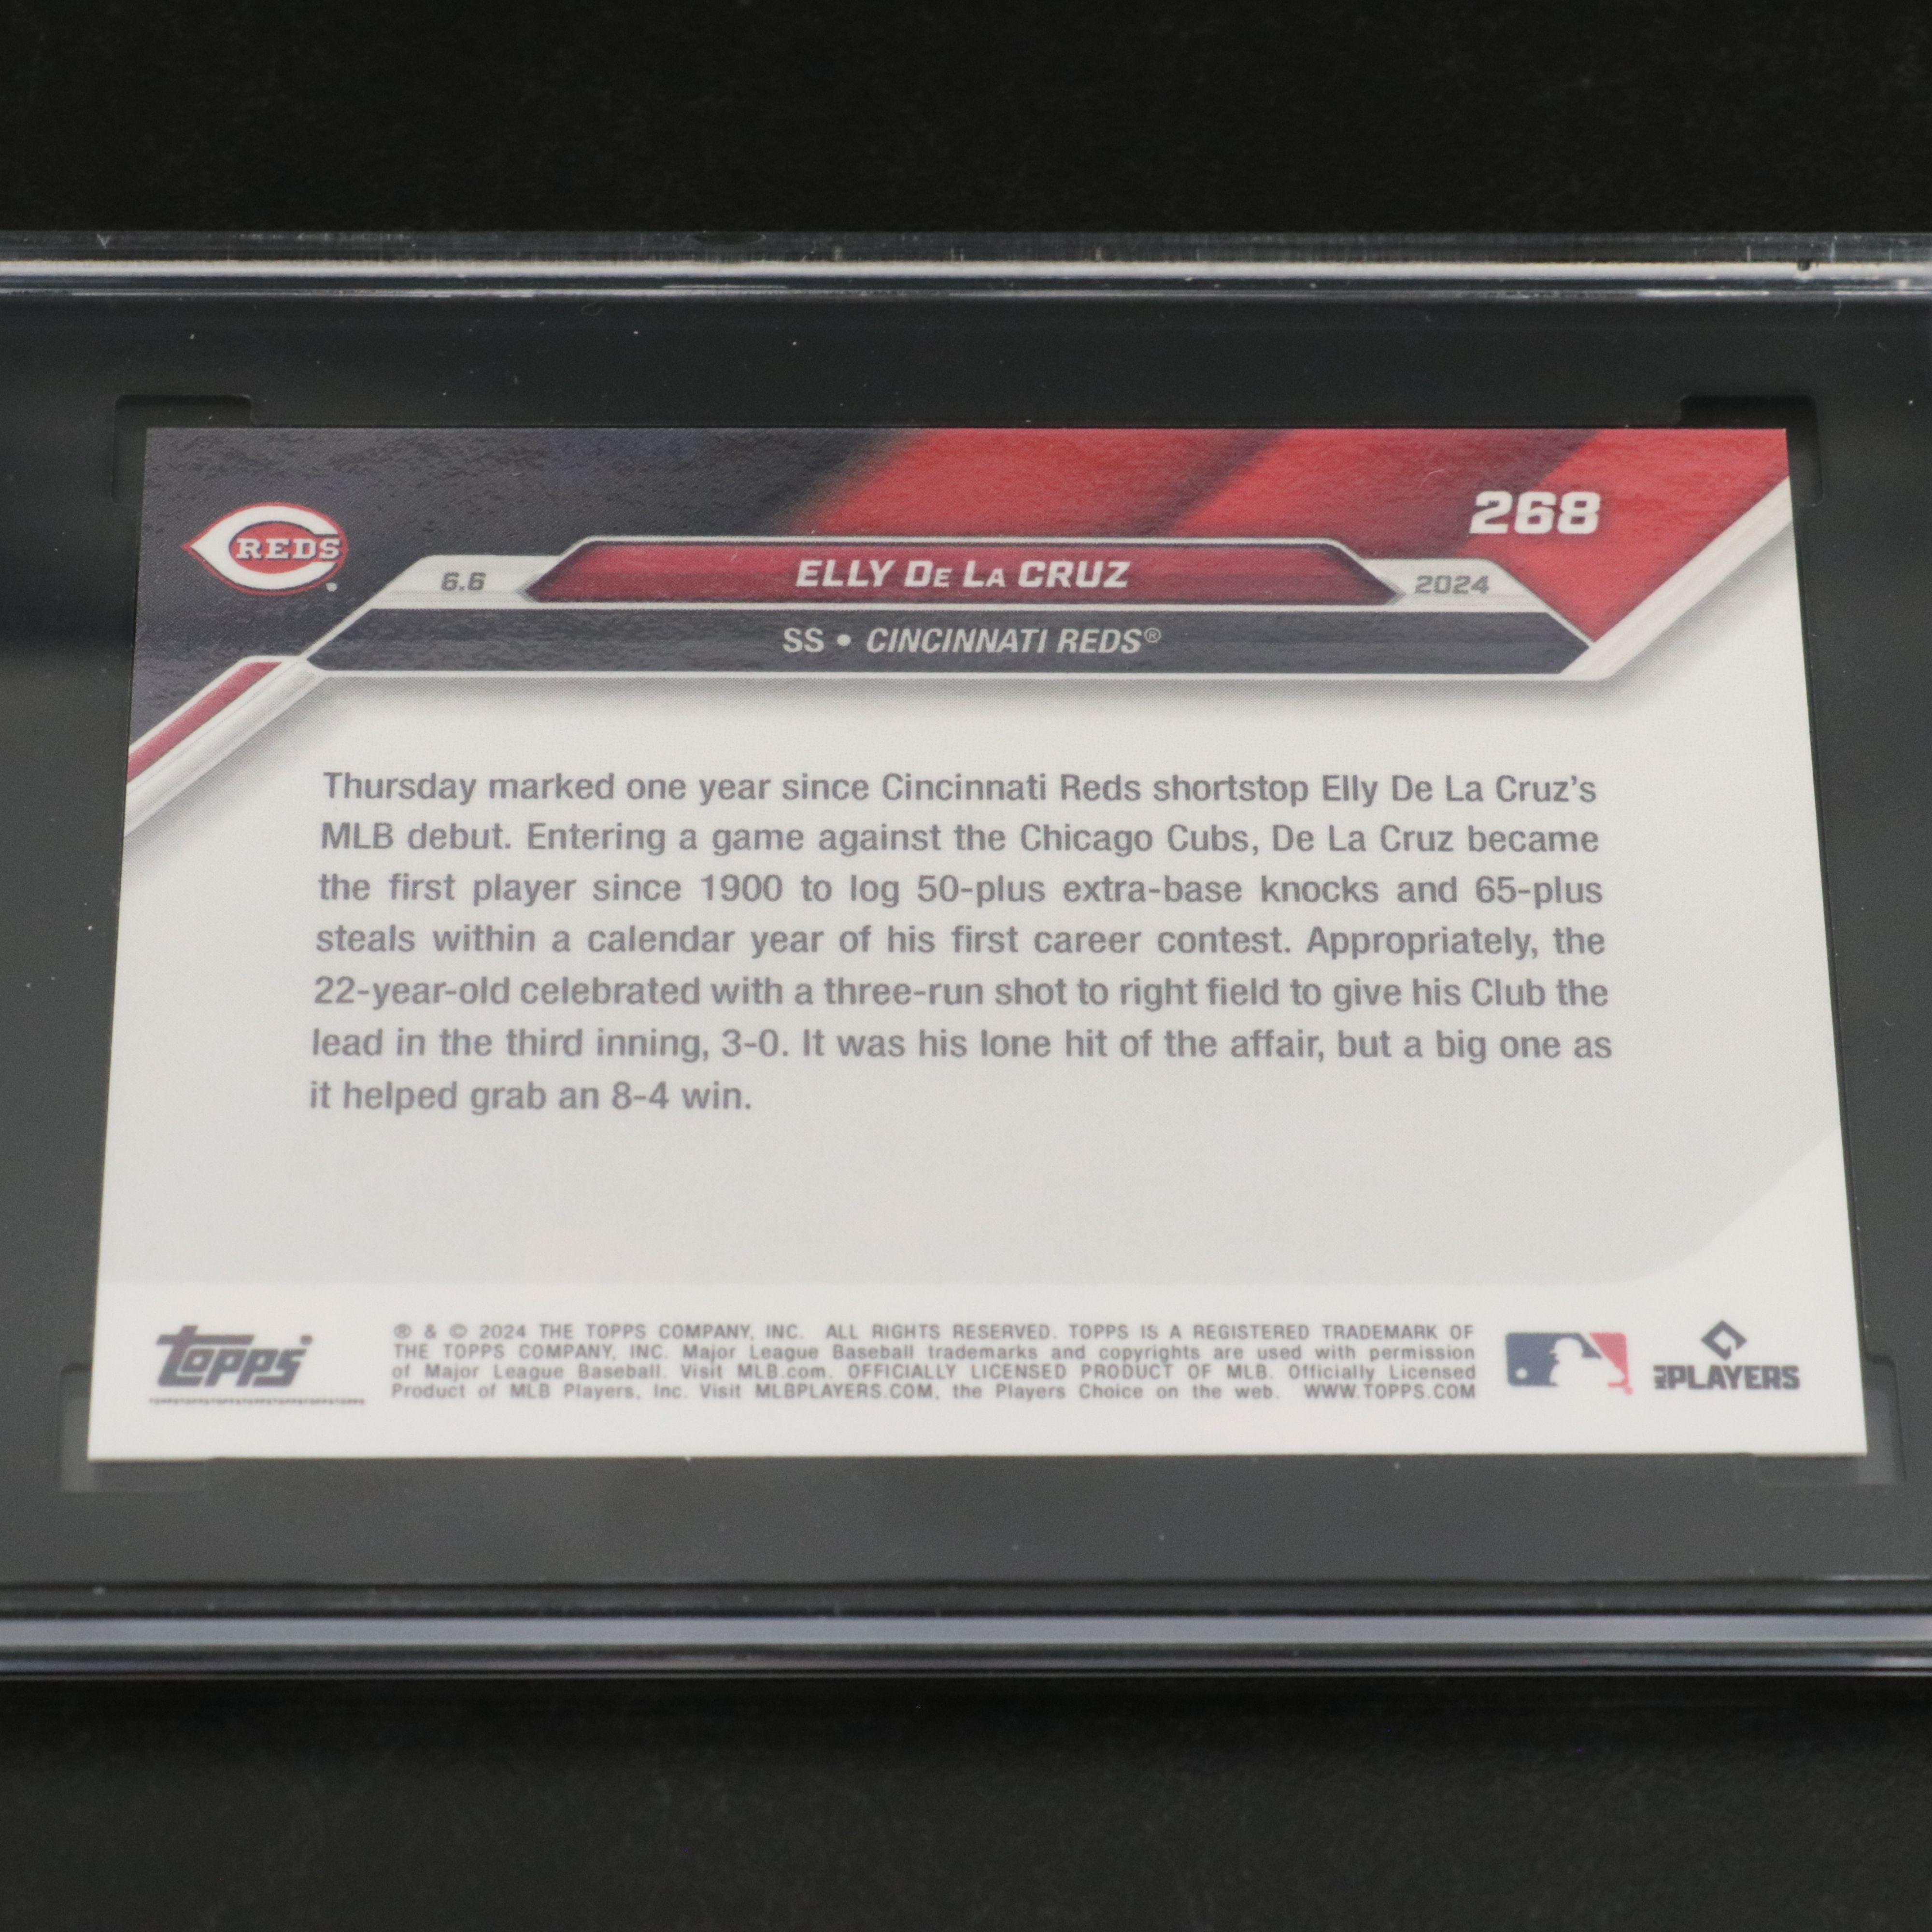 REDS
268
6.6
ELLY DE LA CRUZ
2024
SS • CINCINNATI REDS®
Thursday marked one year since Cincinnati Reds shortstop Elly De La Cruz's
MLB debut. Entering a game against the Chicago Cubs, De La Cruz became
the first player since 1900 to log 50-plus extra-base knocks and 65-plus
steals within a calendar year of his first career contest. Appropriately, the
22-year-old celebrated with a three-run shot to right field to give his Club the
lead in the third inning, 3-0. It was his lone hit of the affair, but a big one as
it helped grab an 8-4 win.
topps
® & © 2024 THE TOPPS COMPANY, INC. ALL RIGHTS RESERVED. TOPPS IS A REGISTERED TRADEMARK OF
THE TOPPS COMPANY, INC. Major League Baseball trademarks and copyrights are used with permission
of Major League Baseball. Visit MLB.com. OFFICIALLY LICENSED PRODUCT OF MLB. Officially Licensed
Product of MLB Players, Inc. Visit MLBPLAYERS.COM, the Players Choice on the web. WWW.TOPPS.COM
PLAYERS